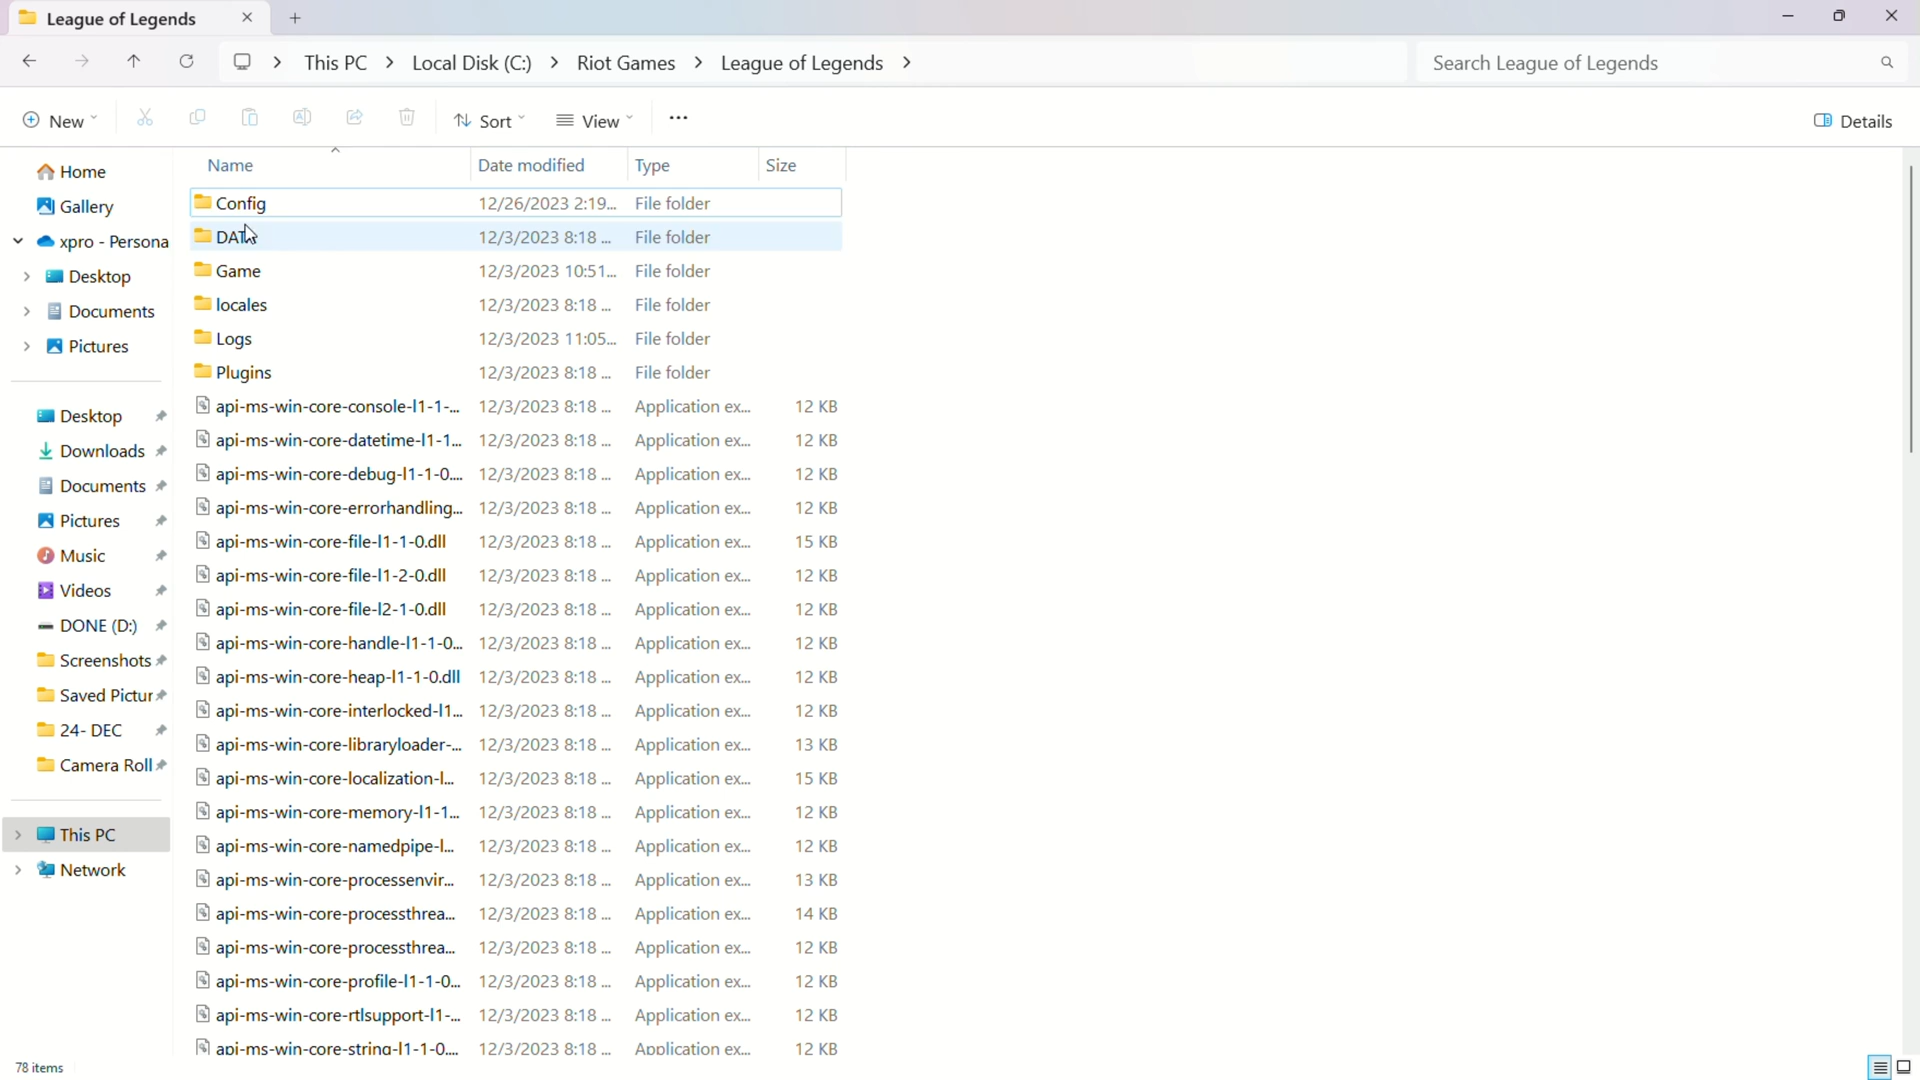 League of Legends
This PC > Local Disk (C:) > Riot Games > League of Legends >
Search League of Legends
New
Sort
View
Details
Home
Gallery
xpro - Persona
Desktop
Documents
Pictures
Desktop
Downloads
Documents
Pictures
Music
Videos
DONE (D:)
Screenshots
Saved Pictur
24- DEC
Camera Roll
This PC
Network
Name Date modified Type Size
Config 12/26/2023 2:19... File folder
DATA 12/3/2023 8:18 ... File folder
Game 12/3/2023 10:51... File folder
locales 12/3/2023 8:18 ... File folder
Logs 12/3/2023 11:05... File folder
Plugins 12/3/2023 8:18 ... File folder
api-ms-win-core-console-l1-1-... 12/3/2023 8:18 ... Application ex... 12 KB
api-ms-win-core-datetime-l1-1... 12/3/2023 8:18 ... Application ex... 12 KB
api-ms-win-core-debug-l1-1-0.... 12/3/2023 8:18 ... Application ex... 12 KB
api-ms-win-core-errorhandling... 12/3/2023 8:18 ... Application ex... 12 KB
api-ms-win-core-file-l1-1-0.dll 12/3/2023 8:18 ... Application ex... 15 KB
api-ms-win-core-file-l1-2-0.dll 12/3/2023 8:18 ... Application ex... 12 KB
api-ms-win-core-file-l2-1-0.dll 12/3/2023 8:18 ... Application ex... 12 KB
api-ms-win-core-handle-l1-1-0... 12/3/2023 8:18 ... Application ex... 12 KB
api-ms-win-core-heap-l1-1-0.dll 12/3/2023 8:18 ... Application ex... 12 KB
api-ms-win-core-interlocked-l1... 12/3/2023 8:18 ... Application ex... 12 KB
api-ms-win-core-libraryloader-... 12/3/2023 8:18 ... Application ex... 13 KB
api-ms-win-core-localization-l... 12/3/2023 8:18 ... Application ex... 15 KB
api-ms-win-core-memory-l1-1... 12/3/2023 8:18 ... Application ex... 12 KB
api-ms-win-core-namedpipe-l... 12/3/2023 8:18 ... Application ex... 12 KB
api-ms-win-core-processenvir... 12/3/2023 8:18 ... Application ex... 13 KB
api-ms-win-core-processthrea... 12/3/2023 8:18 ... Application ex... 14 KB
api-ms-win-core-processthrea... 12/3/2023 8:18 ... Application ex... 12 KB
api-ms-win-core-profile-l1-1-0... 12/3/2023 8:18 ... Application ex... 12 KB
api-ms-win-core-rtlsupport-l1-... 12/3/2023 8:18 ... Application ex... 12 KB
api-ms-win-core-string-l1-1-0.... 12/3/2023 8:18 ... Application ex... 12 KB
78 items